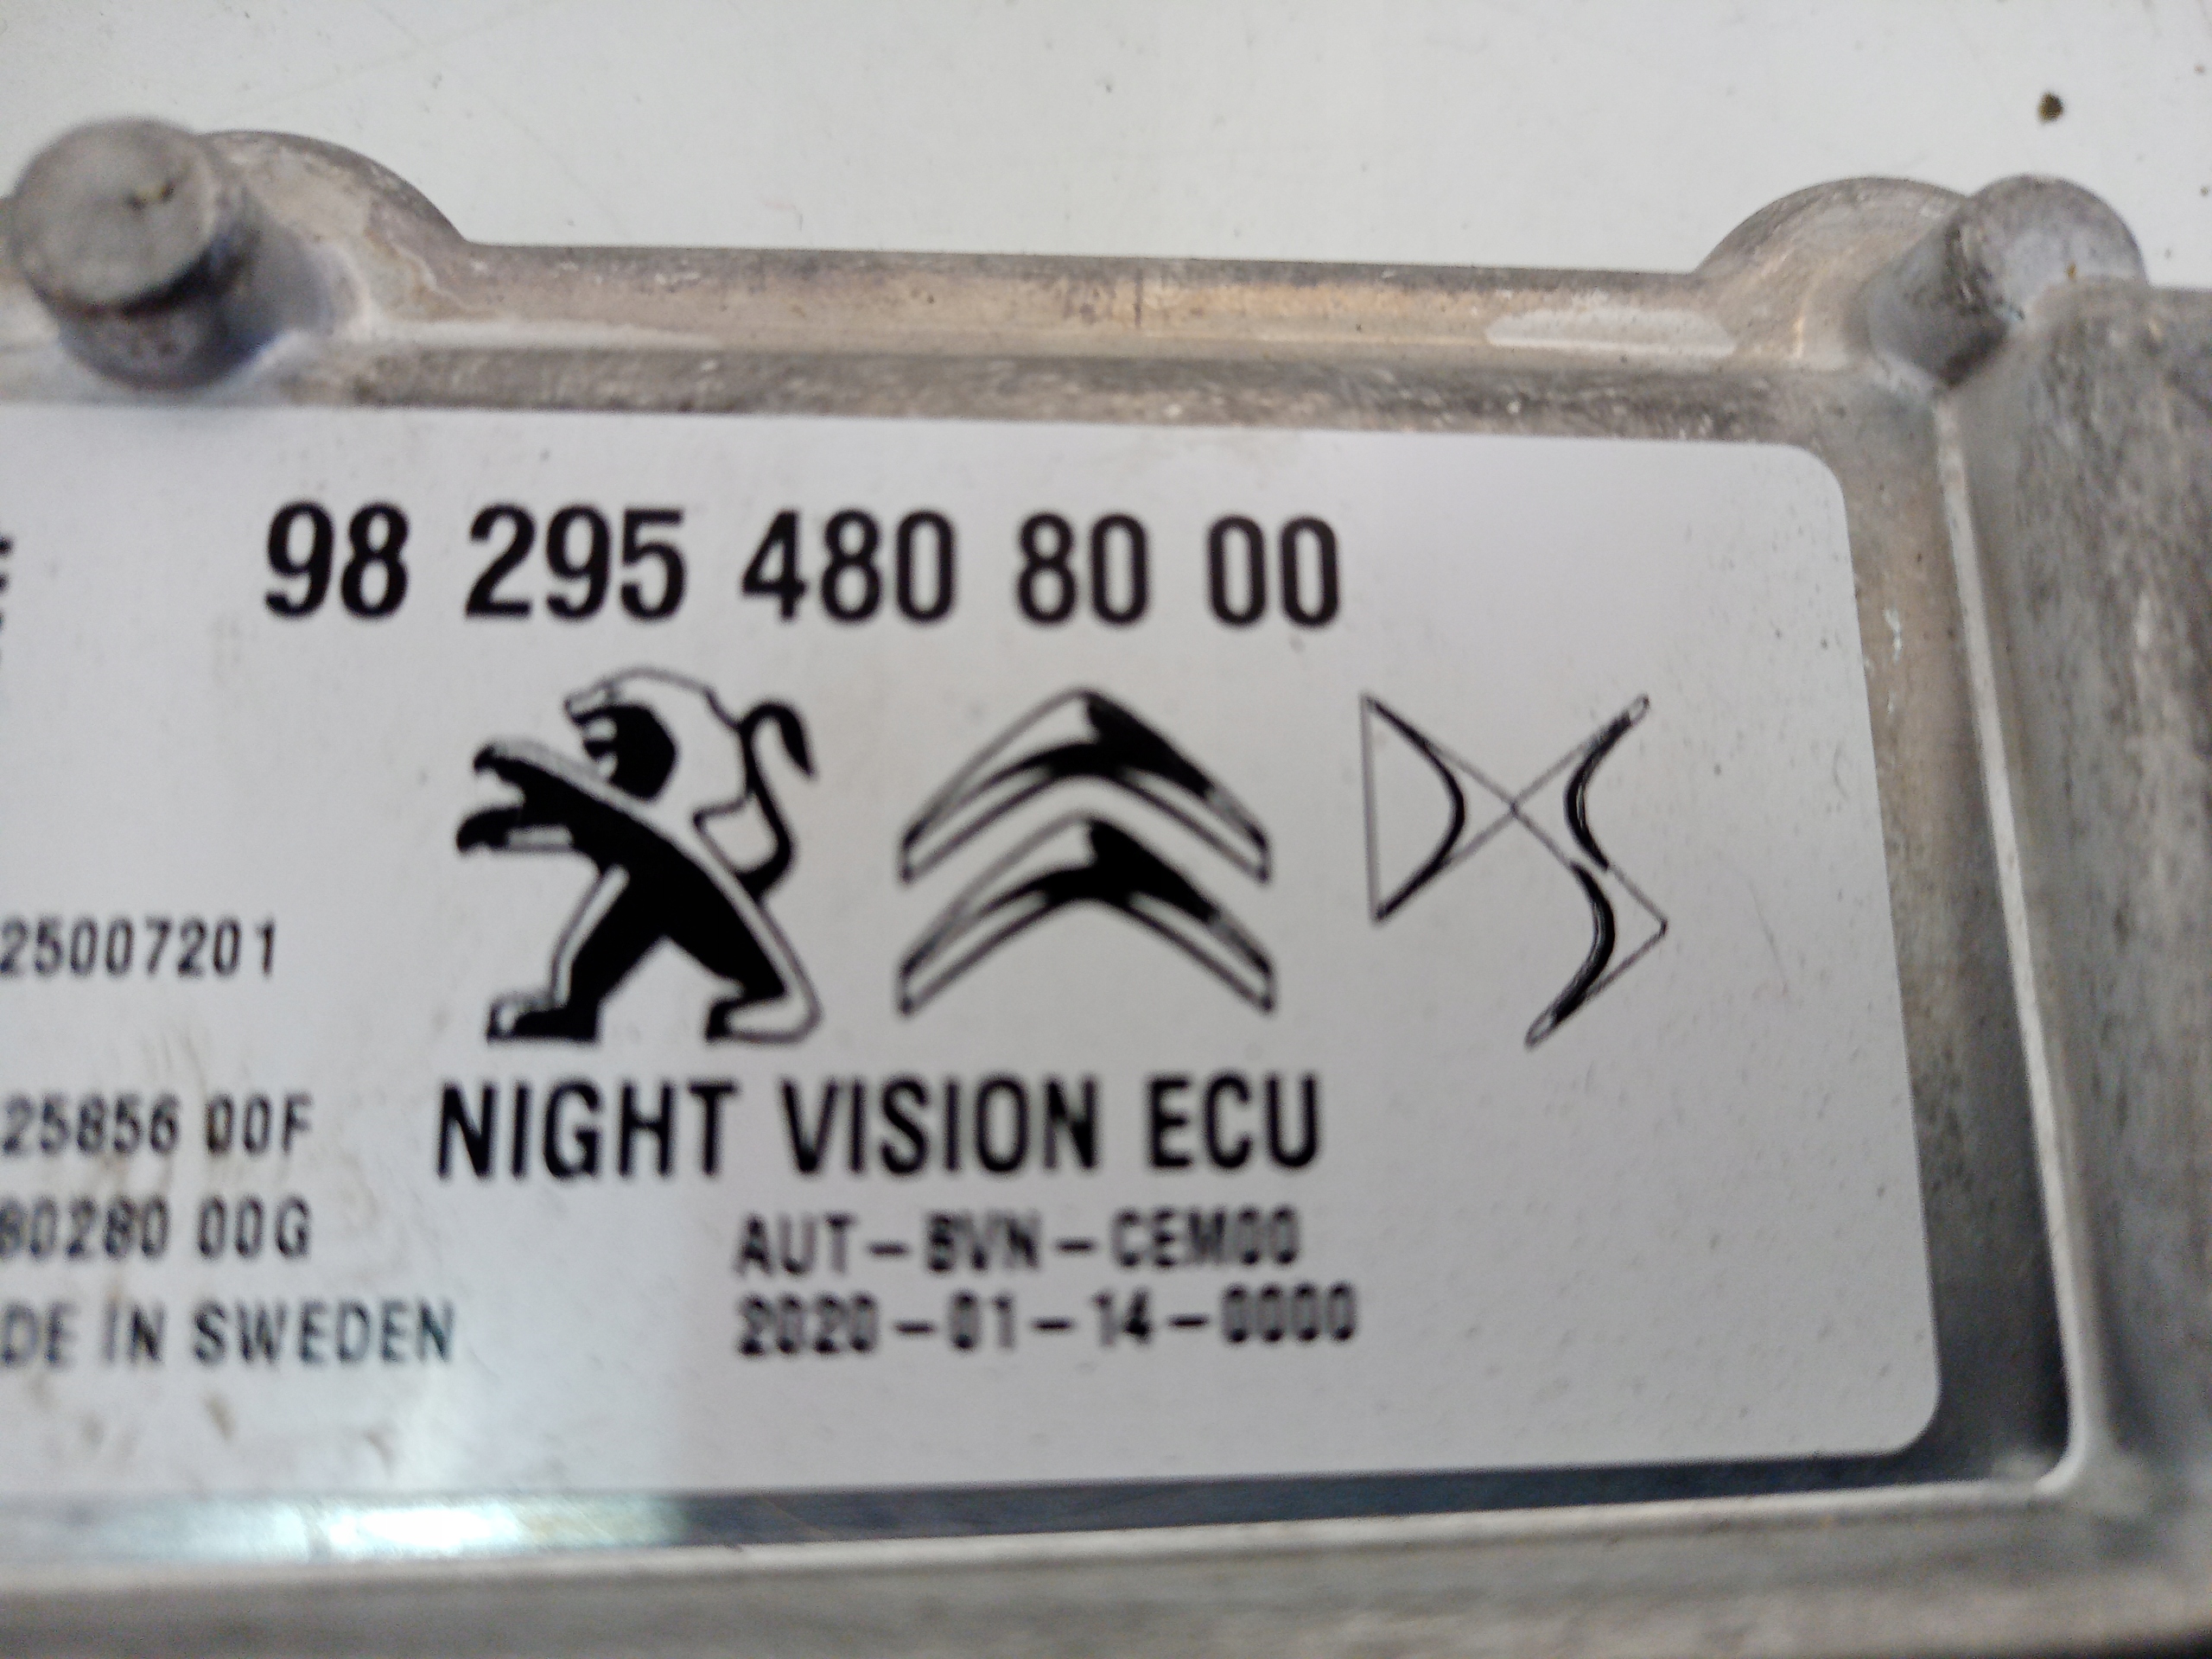 98 295 480 80 00
DS
25007201
25856 00F
80280 00G
DE IN SWEDEN
NIGHT VISION ECU
AUT-BVN-CEM00
2020-01-14-0000